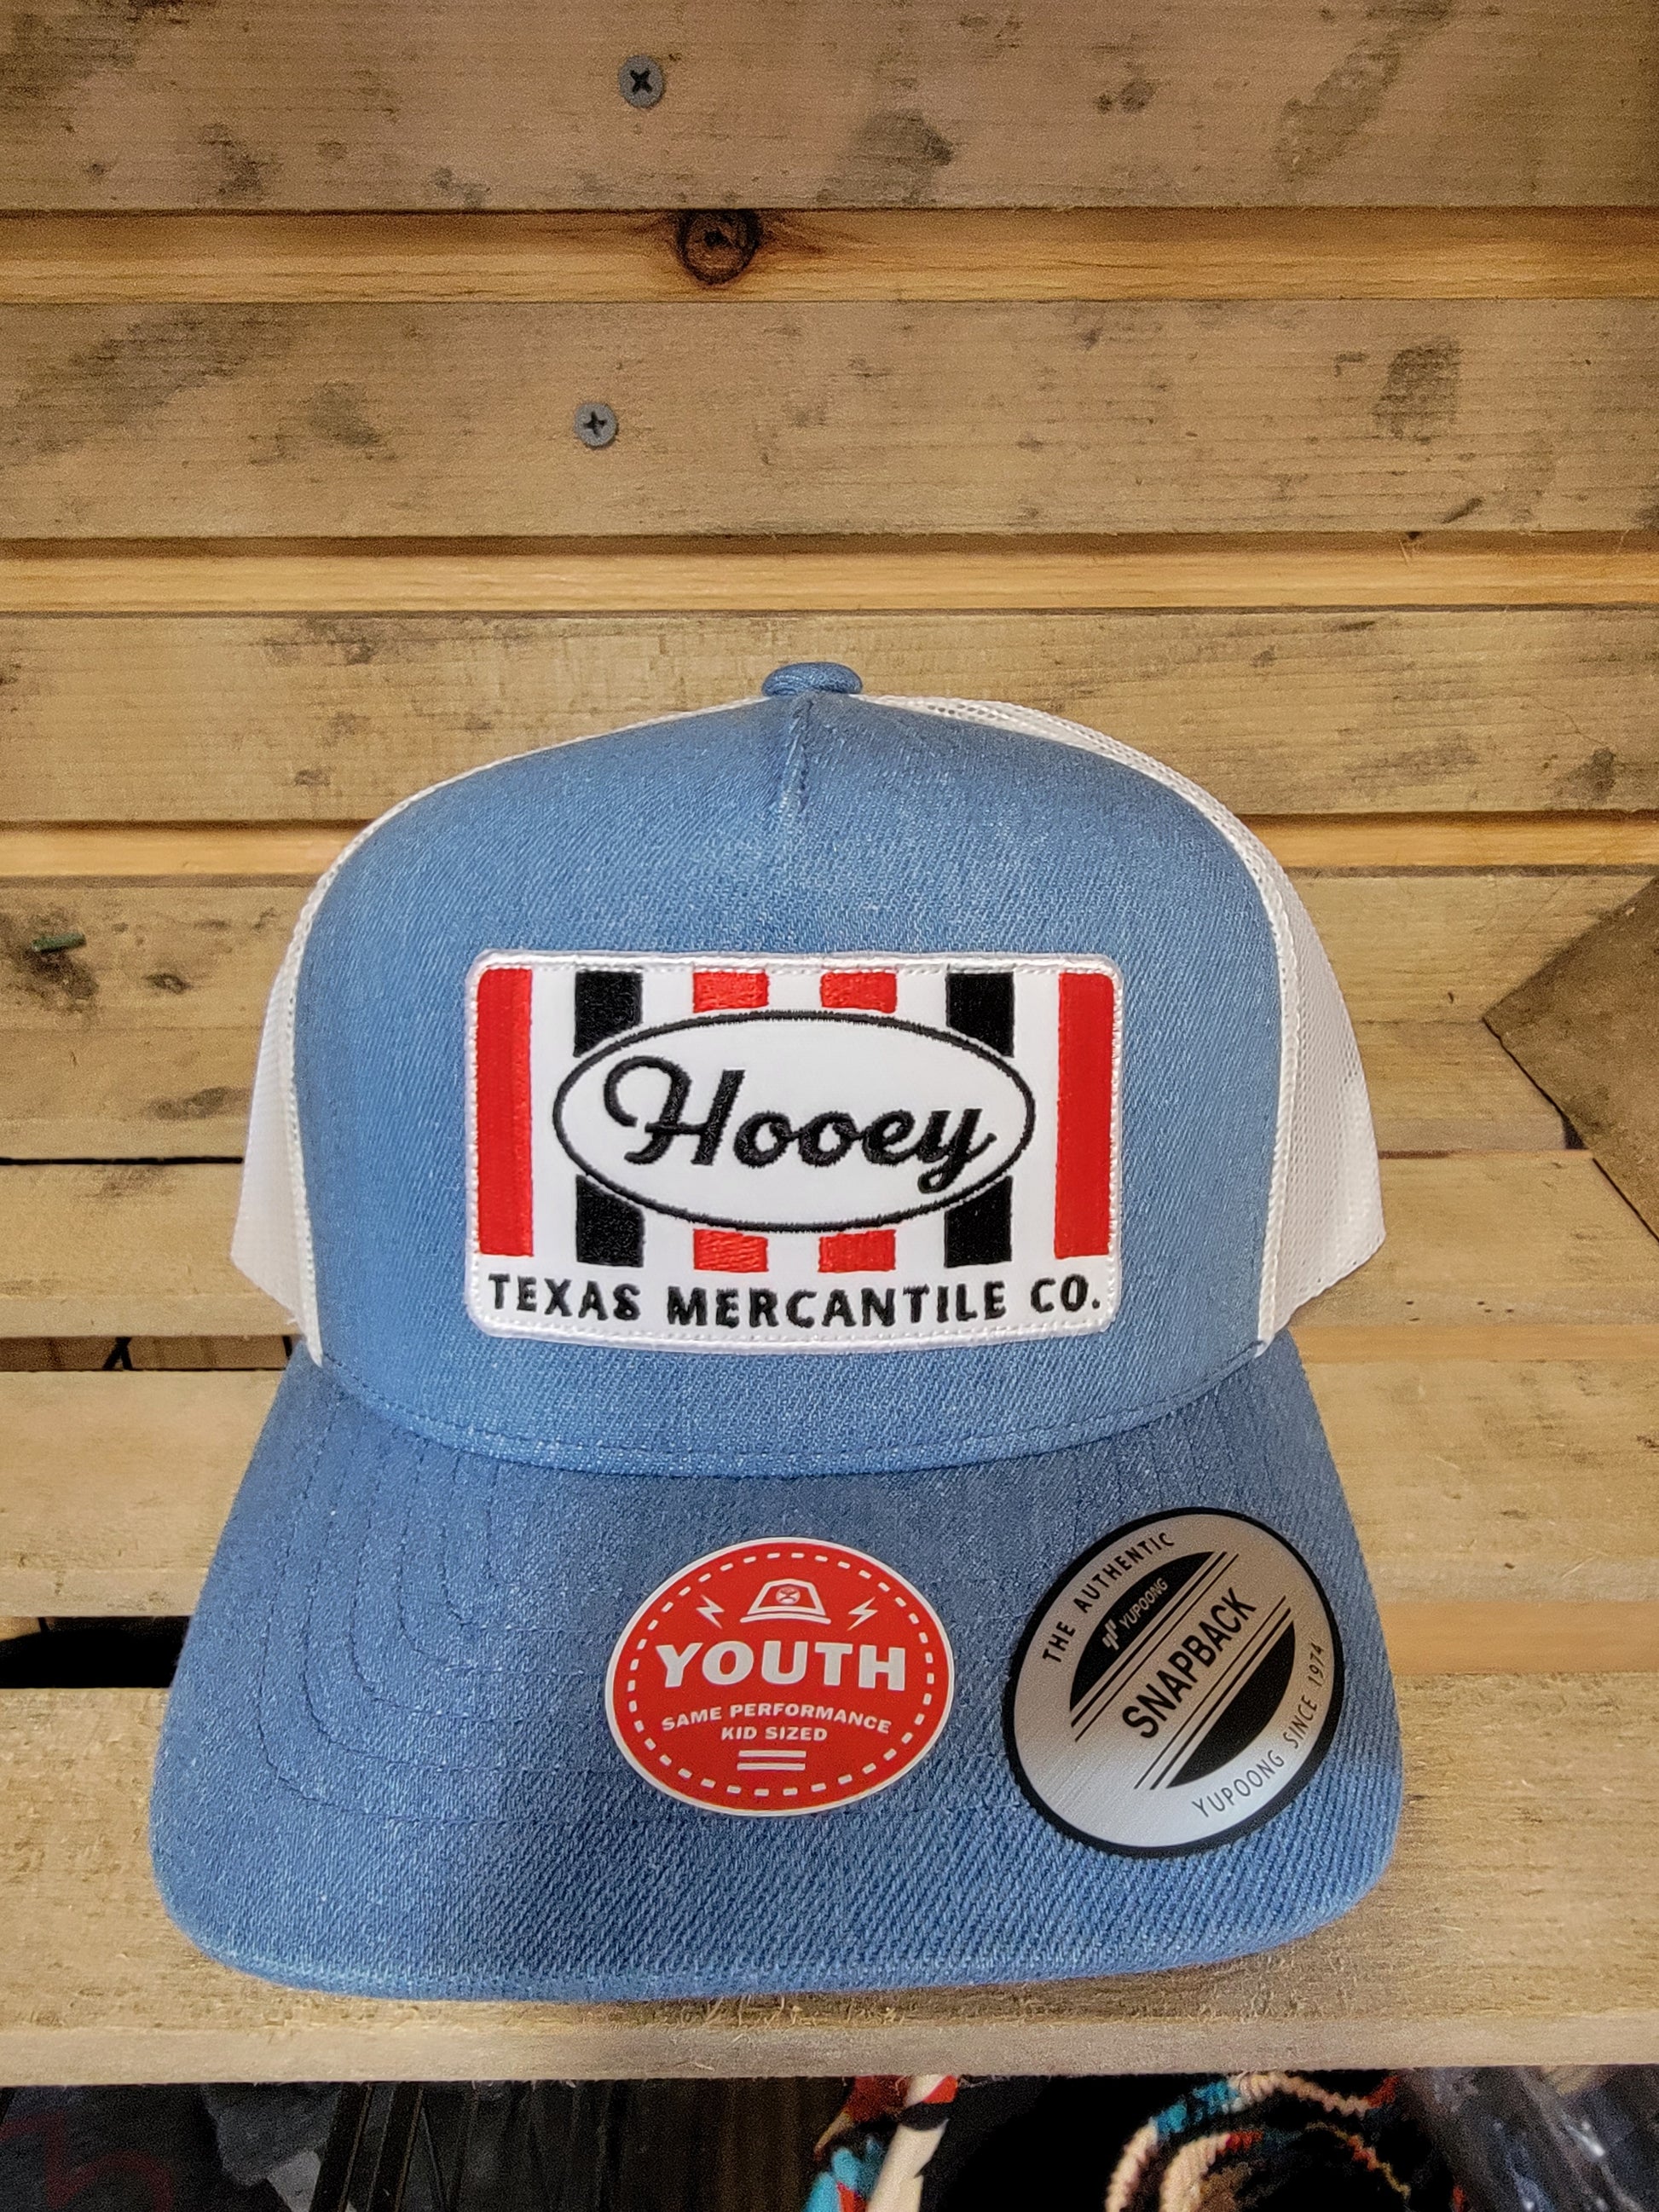 Hooey
TEXAS MERCANTILE CO.
YOUTH
SAME PERFORMANCE
KID SIZED
THE AUTHENTIC
YUPOONG
SNAPBACK
YUPOONG SINCE 1974